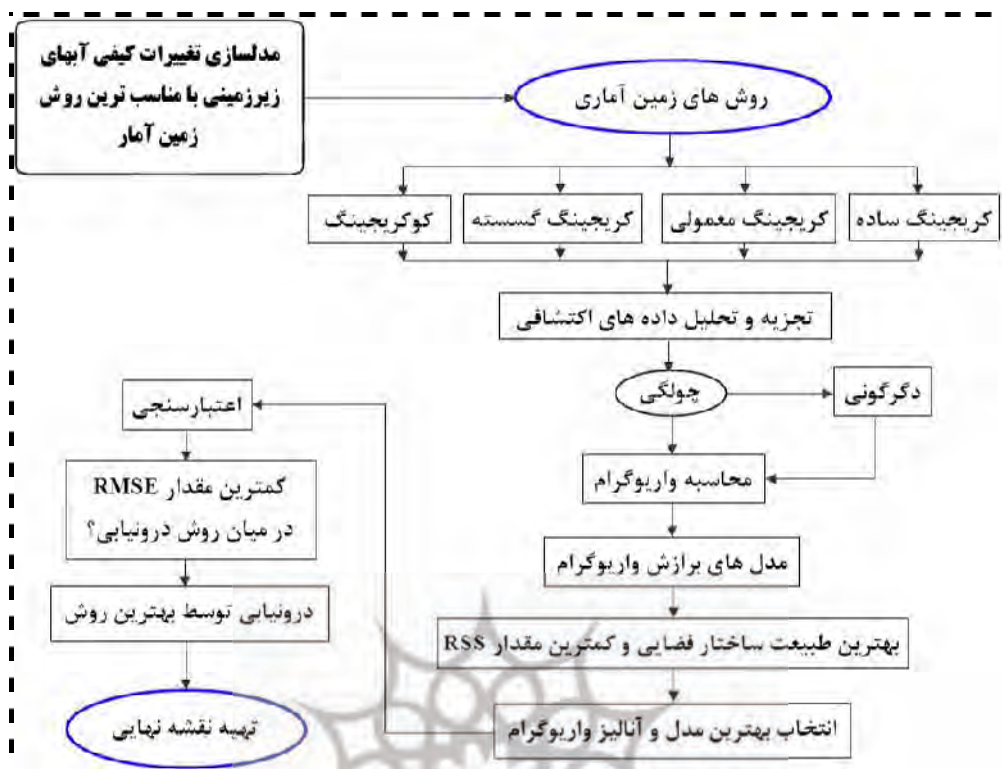 مدلسازی تغییرات کیفی آبهای
زیرزمینی با مناسب ترین روش
زمین آمار
روش های زمین آماری
کریجینگ ساده
کریجینگ معمولی
کریجینگ گسسته
کوکریجینگ
تجزیه و تحلیل داده های اکتشافی
چولگی
دگرگونی
محاسبه واریوگرام
مدل های برازش واریوگرام
بهترین طبیعت ساختار فضایی و کمترین مقدار RSS
انتخاب بهترین مدل و آنالیز واریوگرام
اعتبارسنجی
کمترین مقدار RMSE
در میان روش درونیابی؟
درونیابی توسط بهترین روش
تهیه نقشه نهایی